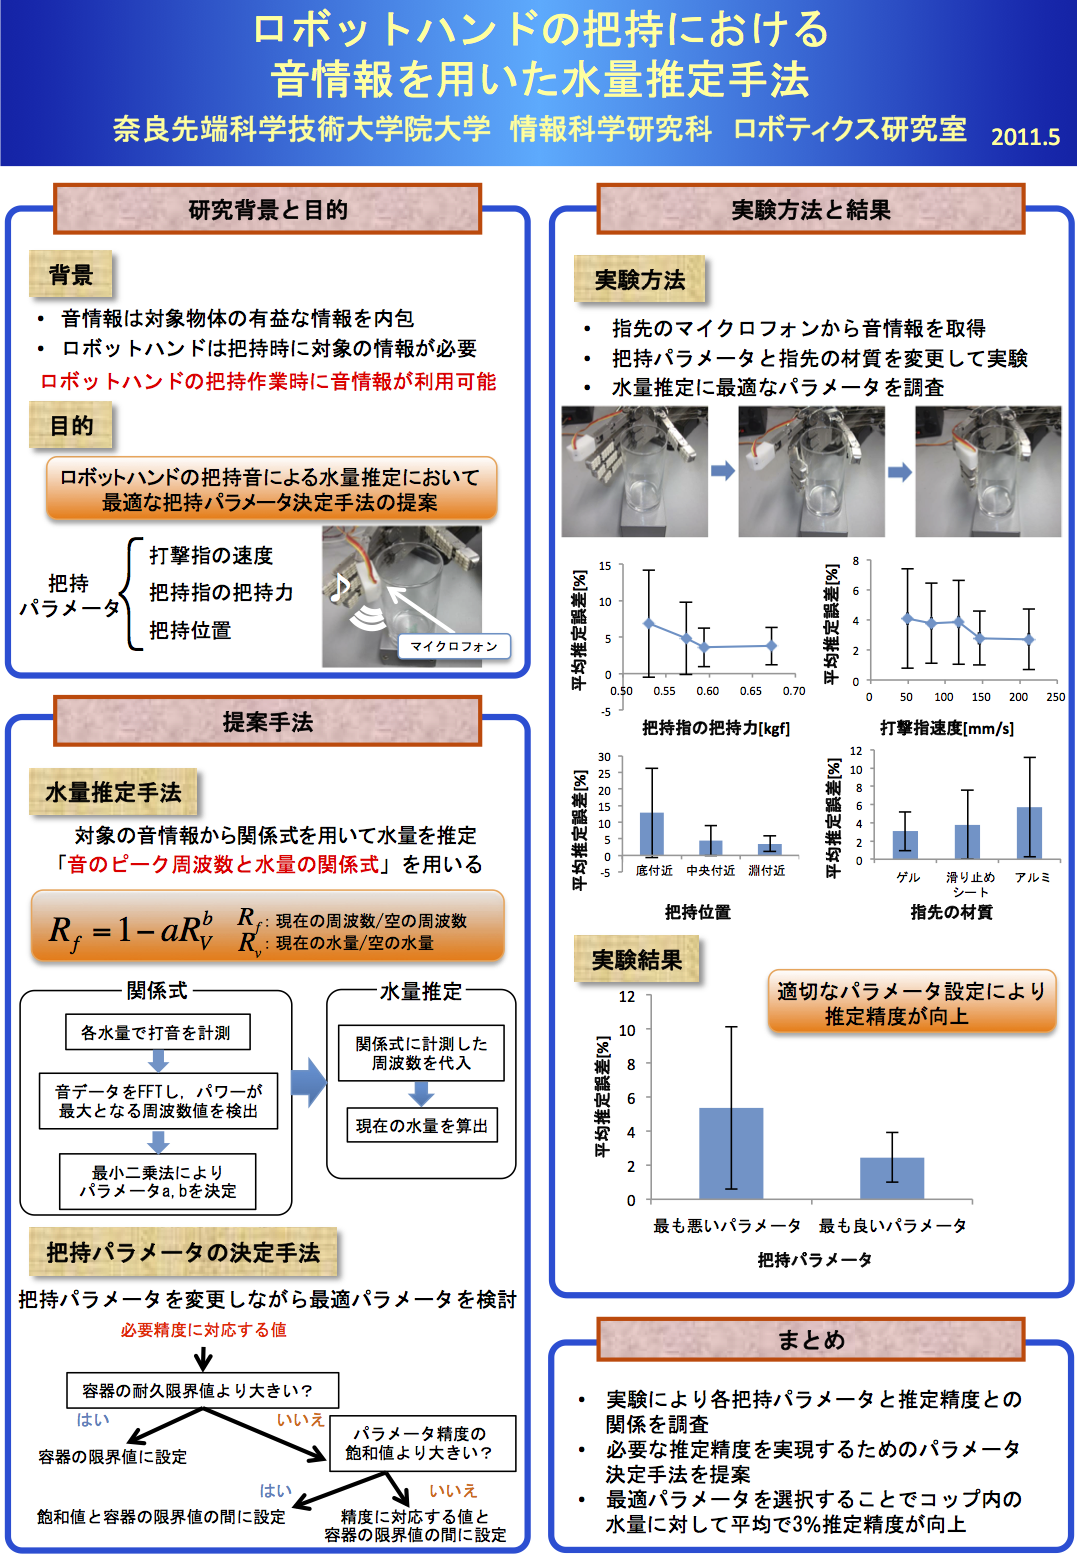 ロボットハンドの把持における
音情報を用いた水量推定手法
奈良先端科学技術大学院大学 情報科学研究科 ロボティクス研究室 2011.5
研究背景と目的
背景
• 音情報は対象物体の有益な情報を内包
• ロボットハンドは把持時に対象の情報が必要
ロボットハンドの把持作業時に音情報が利用可能
目的
ロボットハンドの把持音による水量推定において
最適な把持パラメータ決定手法の提案
把持
パラメータ
打撃指の速度
把持指の把持力
把持位置
マイクロフォン
提案手法
水量推定手法
対象の音情報から関係式を用いて水量を推定
「音のピーク周波数と水量の関係式」を用いる
R_f = 1 − aR_V^b
R_f : 現在の周波数/空の周波数
R_v : 現在の水量/空の水量
関係式
各水量で打音を計測
音データをFFTし，パワーが
最大となる周波数値を検出
最小二乗法により
パラメータa,bを決定
水量推定
関係式に計測した
周波数を代入
現在の水量を算出
把持パラメータの決定手法
把持パラメータを変更しながら最適パラメータを検討
必要精度に対応する値
容器の耐久限界値より大きい？
はい
いいえ
容器の限界値に設定
パラメータ精度の
飽和値より大きい？
はい
いいえ
飽和値と容器の限界値の間に設定
精度に対応する値と
容器の限界値の間に設定
実験方法と結果
実験方法
• 指先のマイクロフォンから音情報を取得
• 把持パラメータと指先の材質を変更して実験
• 水量推定に最適なパラメータを調査
平均推定誤差[%]
15
10
5
0
-5
0.50 0.55 0.60 0.65 0.70
把持指の把持力[kgf]
平均推定誤差[%]
8
6
4
2
0
0 50 100 150 200 250
打撃指速度[mm/s]
平均推定誤差[%]
30
25
20
15
10
5
0
-5
底付近 中央付近 淵付近
把持位置
平均推定誤差[%]
12
10
8
6
4
2
0
ゲル 滑り止め アルミ
シート
指先の材質
実験結果
適切なパラメータ設定により
推定精度が向上
平均推定誤差[%]
12
10
8
6
4
2
0
最も悪いパラメータ 最も良いパラメータ
把持パラメータ
まとめ
• 実験により各把持パラメータと推定精度との
関係を調査
• 必要な推定精度を実現するためのパラメータ
決定手法を提案
• 最適パラメータを選択することでコップ内の
水量に対して平均で3%推定精度が向上